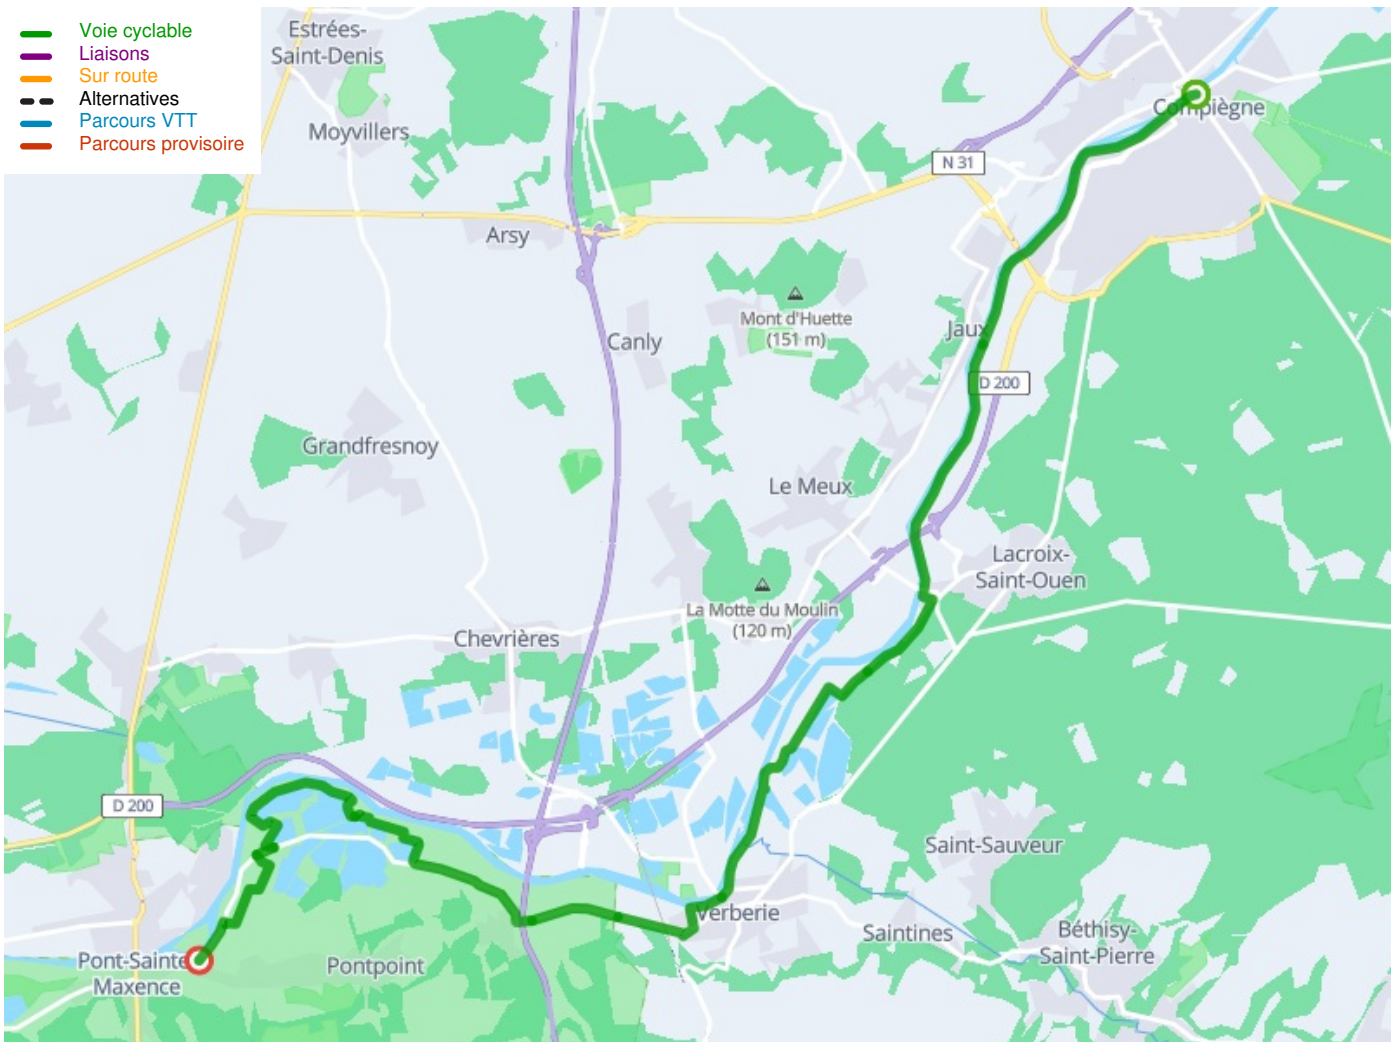 Voie cyclable
Liaisons
Sur route
Alternatives
Parcours VTT
Parcours provisoire
Estrées-
Saint-Denis
Moyvillers
Compiègne
N 31
Arsy
Mont d'Huette
(151 m)
Canly
Jaux
D 200
Grandfresnoy
Le Meux
Lacroix-
Saint-Ouen
La Motte du Moulin
(120 m)
Chevrières
D 200
Saint-Sauveur
Verberie
Saintines
Béthisy-
Saint-Pierre
Pont-Sainte
Maxence
Pontpoint